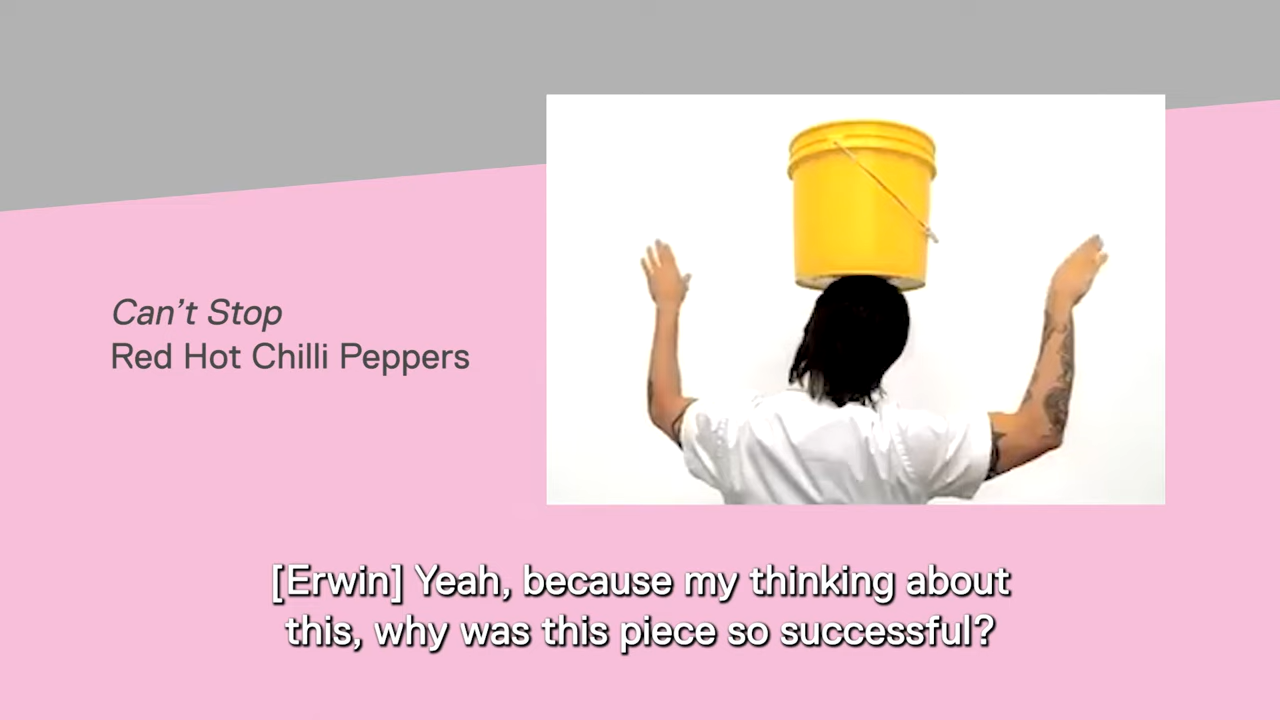 Can't Stop
Red Hot Chilli Peppers
[Erwin] Yeah, because my thinking about
this, why was this piece so successful?